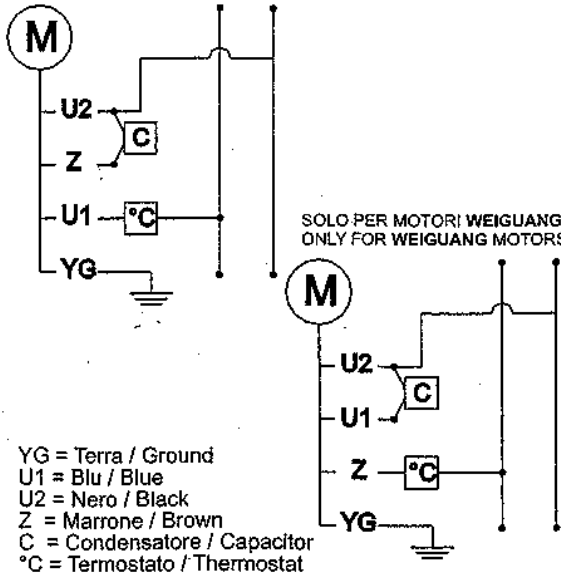 M
U2
C
Z
U1 °C
YG
SOLO PER MOTORI WEIGUANG
ONLY FOR WEIGUANG MOTORS
M
U2
C
U1
Z °C
YG
YG = Terra / Ground
U1 = Blu / Blue
U2 = Nero / Black
Z = Marrone / Brown
C = Condensatore / Capacitor
°C = Termostato / Thermostat